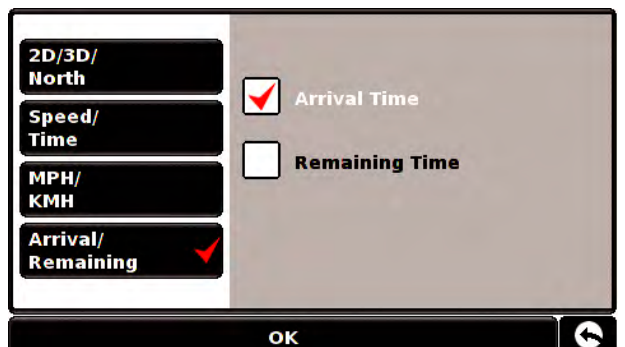 2D/3D/
North
Speed/
Time
MPH/
KMH
Arrival/
Remaining
Arrival Time
Remaining Time
OK